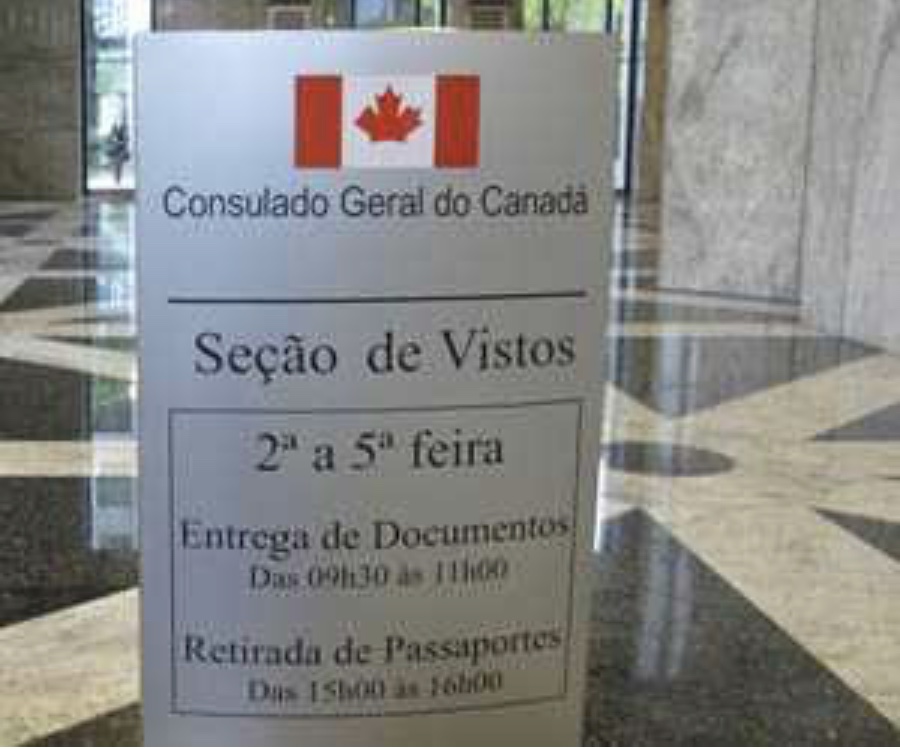 Consulado Geral do Canadá
Seção de Vistos
2ª a 5ª feira
Entrega de Documentos
Das 09h30 às 11h00
Retirada de Passaportes
Das 15h00 às 16h00